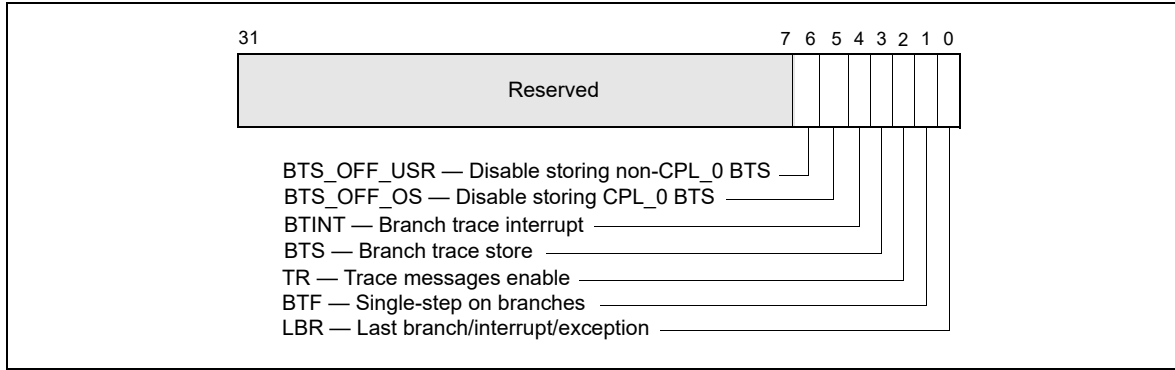 31 7 6 5 4 3 2 1 0
Reserved
BTS_OFF_USR — Disable storing non-CPL_0 BTS
BTS_OFF_OS — Disable storing CPL_0 BTS
BTINT — Branch trace interrupt
BTS — Branch trace store
TR — Trace messages enable
BTF — Single-step on branches
LBR — Last branch/interrupt/exception